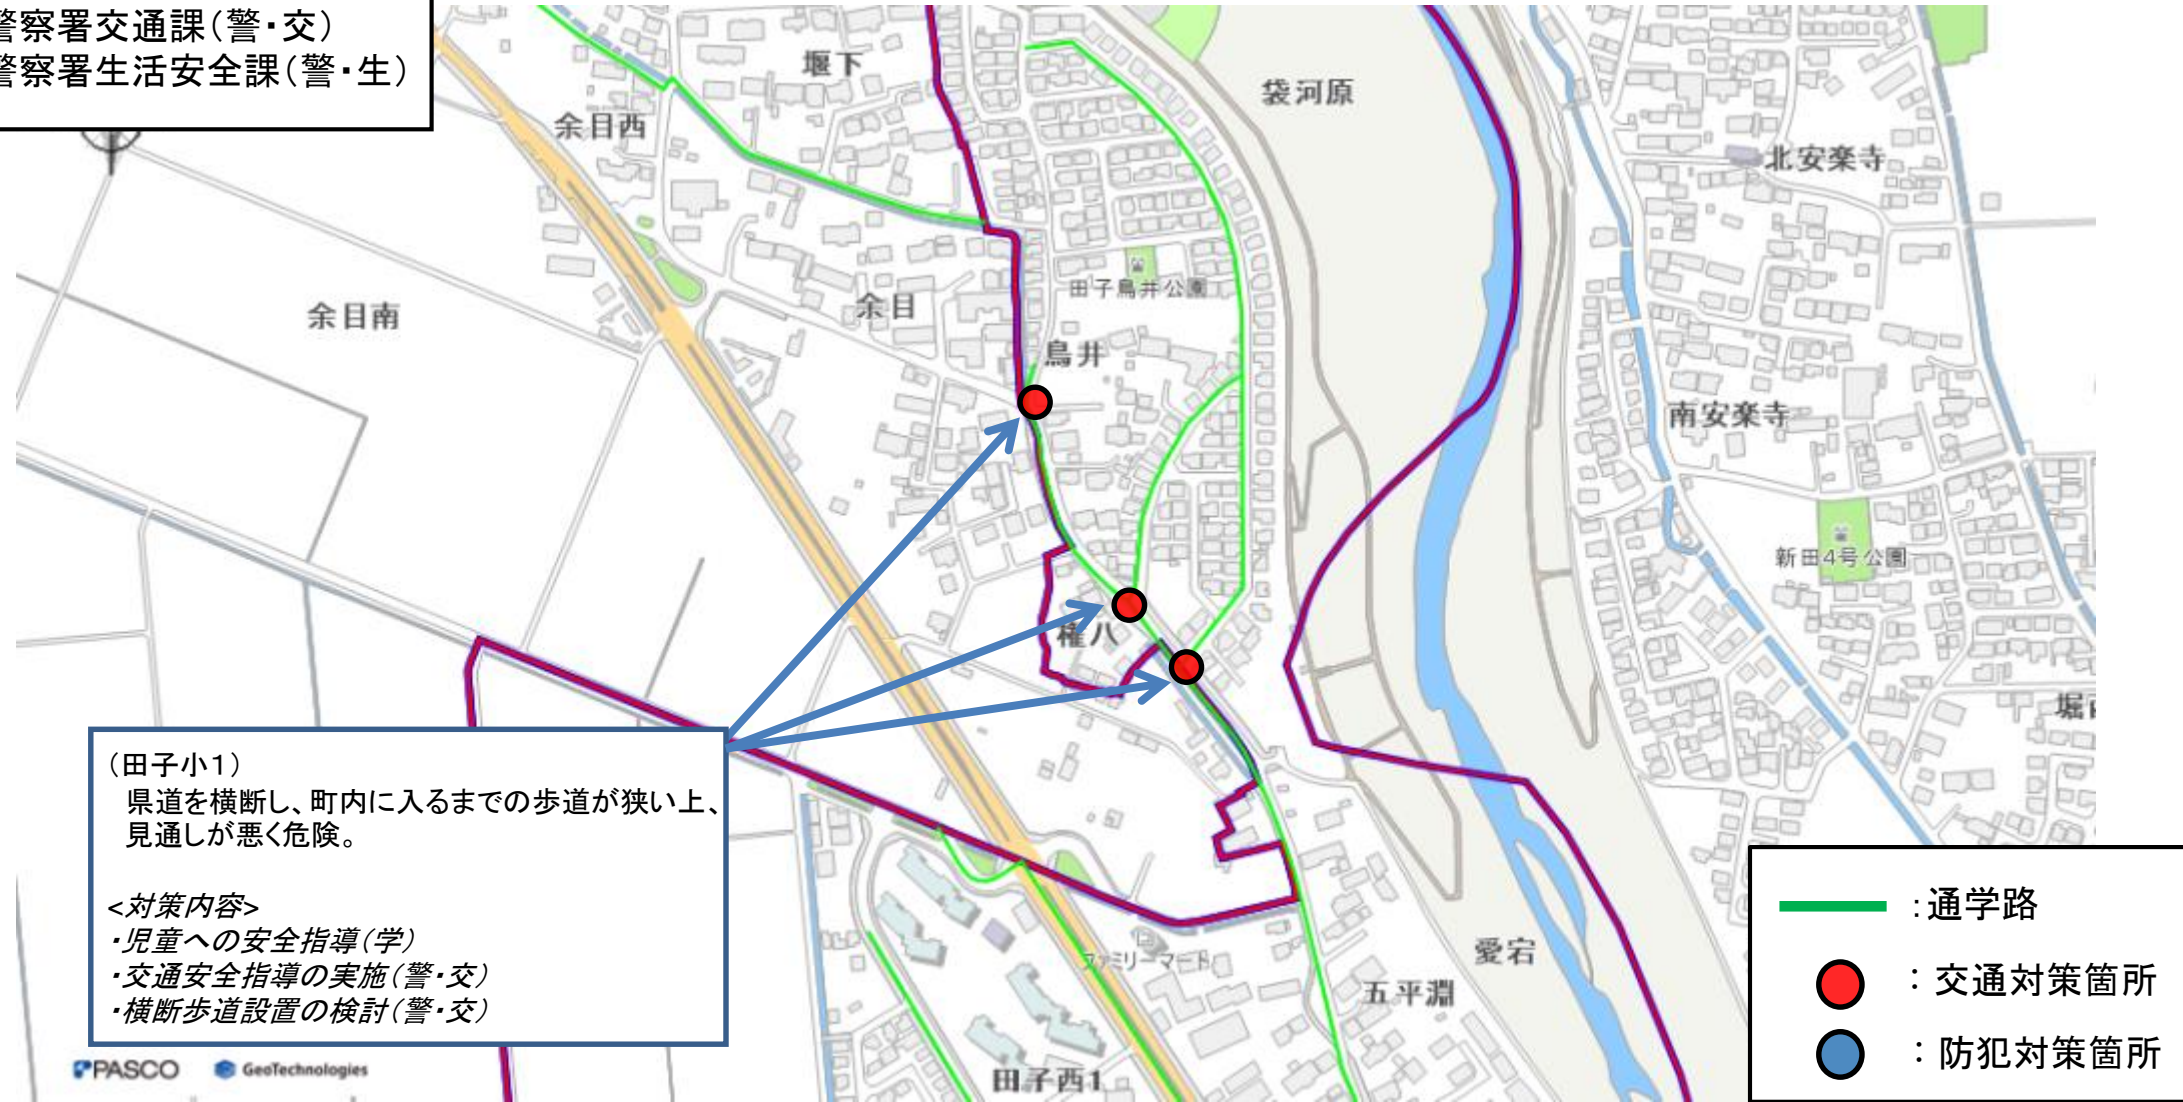 警察署交通課(警・交)
警察署生活安全課(警・生)
堰下
袋河原
余目西
北安楽寺
田子鳥井公園
余目南
余目
鳥井
南安楽寺
新田4号公園
権八
(田子小1)
県道を横断し、町内に入るまでの歩道が狭い上、
見通しが悪く危険。
<対策内容>
・児童への安全指導(学)
・交通安全指導の実施(警・交)
・横断歩道設置の検討(警・交)
ファミリーマート
愛宕
五平淵
田子西1
PASCO
GeoTechnologies
:通学路
:交通対策箇所
:防犯対策箇所